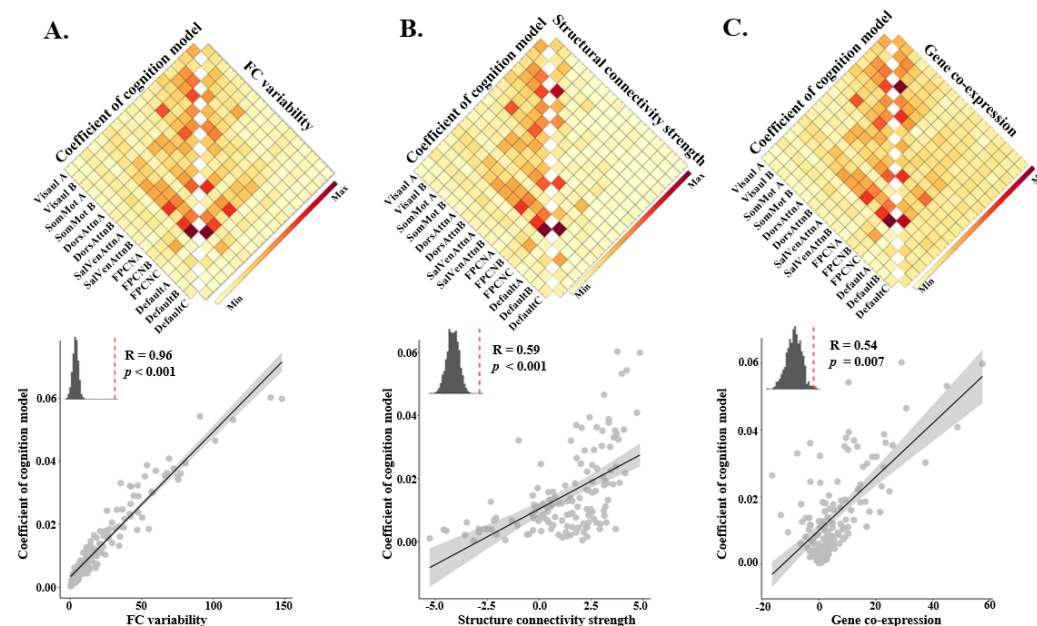 A.
Coefficient of cognition model
FC variability
Visaul A
Visaul B
SomMot A
SomMot B
DorsAttnA
DorsAttnB
SalVenAttnA
SalVenAttnB
FPCNA
FPCNB
FPCNC
DefaultA
DefaultB
DefaultC
Min
Max
R = 0.96
p < 0.001
Coefficient of cognition model
0.06
0.04
0.02
0.00
0
50
100
150
FC variability
B.
Coefficient of cognition model
Structural connectivity
strength
Visaul A
Visaul B
SomMot A
SomMot B
DorsAttnA
DorsAttnB
SalVenAttnA
SalVenAttnB
FPCNA
FPCNB
FPCNC
DefaultA
DefaultB
DefaultC
Min
Max
R = 0.59
p < 0.001
Coefficient of cognition model
0.06
0.04
0.02
0.00
-5.0
-2.5
0.0
2.5
5.0
Structure connectivity strength
C.
Coefficient of cognition model
Gene co-expression
Visaul A
Visaul B
SomMot A
SomMot B
DorsAttnA
DorsAttnB
SalVenAttnA
SalVenAttnB
FPCNA
FPCNB
FPCNC
DefaultA
DefaultB
DefaultC
Min
R = 0.54
p = 0.007
Coefficient of cognition model
0.06
0.04
0.02
0.00
-20
0
20
40
60
Gene co-expression